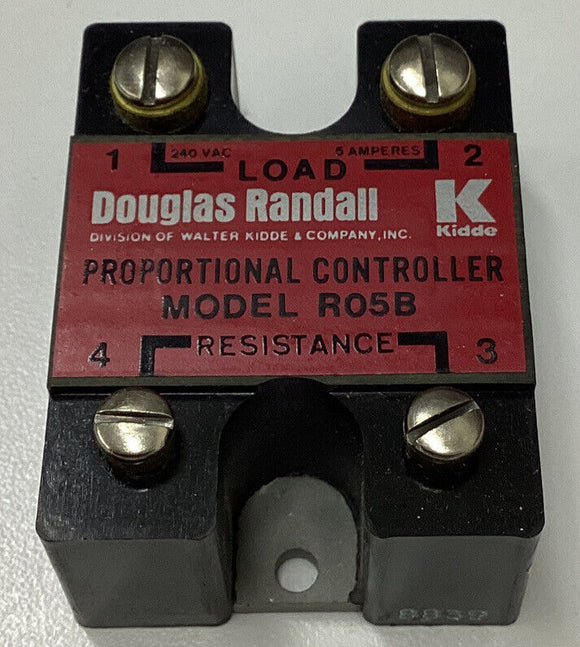 1 240 VAC 5 AMPERES 2
LOAD
Douglas Randall K
DIVISION OF WALTER KIDDE & COMPANY, INC. Kidde
PROPORTIONAL CONTROLLER
MODEL R05B
4 RESISTANCE 3
8839